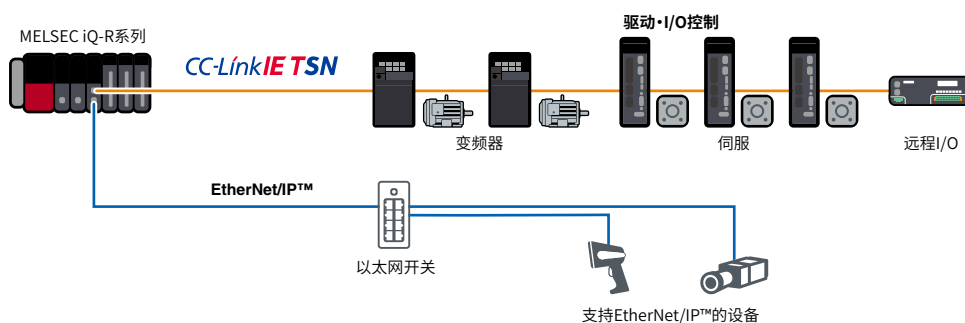 驱动・I/O控制
MELSEC iQ-R系列
CC-Link IE TSN
变频器
伺服
远程I/O
EtherNet/IP™
以太网开关
支持EtherNet/IP™的设备